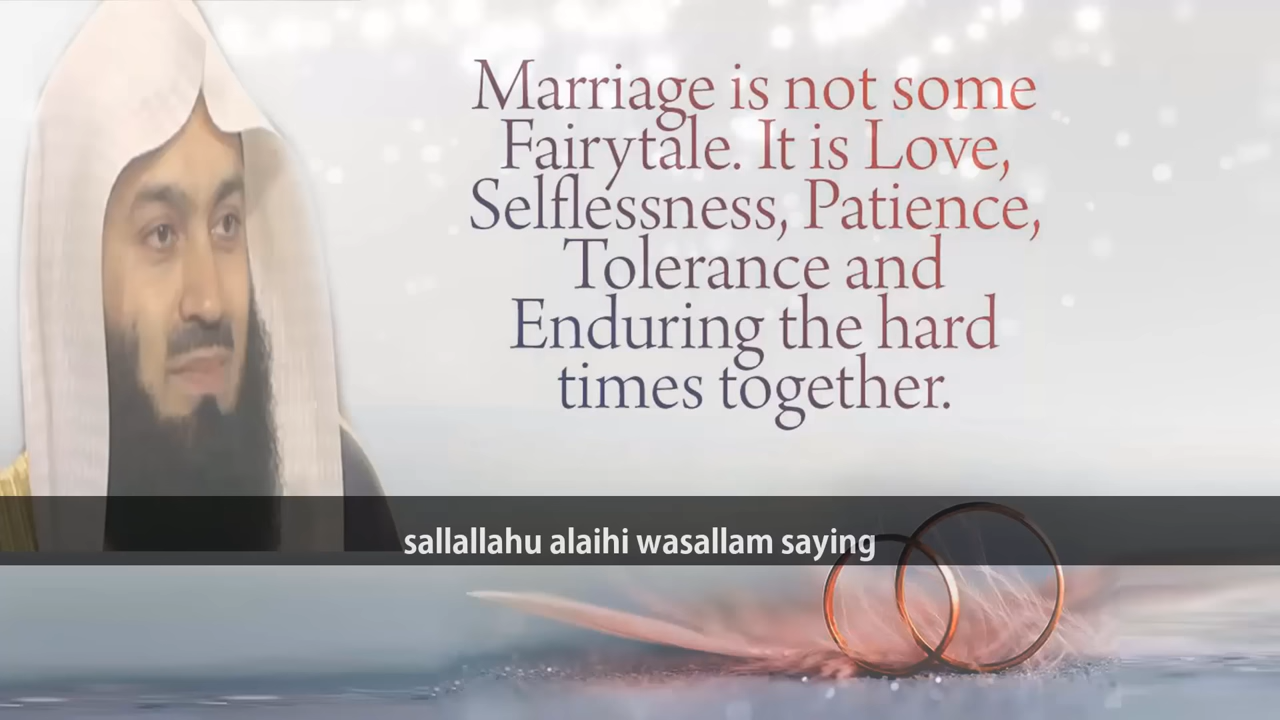 Marriage is not some
Fairytale. It is Love,
Selflessness, Patience,
Tolerance and
Enduring the hard
times together.
sallallahu alaihi wasallam saying